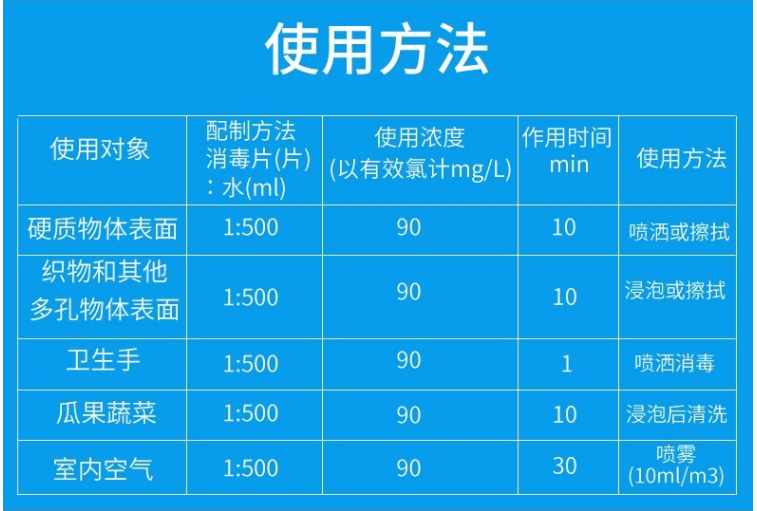 使用方法
使用对象
配制方法
消毒片(片)
：水(ml)
使用浓度
(以有效氯计mg/L)
作用时间
min
使用方法
硬质物体表面
1:500
90
10
喷洒或擦拭
织物和其他
多孔物体表面
1:500
90
10
浸泡或擦拭
卫生手
1:500
90
1
喷洒消毒
瓜果蔬菜
1:500
90
10
浸泡后清洗
室内空气
1:500
90
30
喷雾
(10ml/m3)